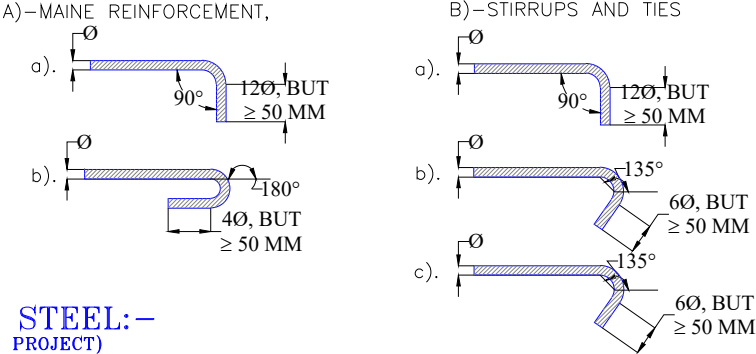 A)-MAINE REINFORCEMENT,
Ø
a).
90°
12Ø, BUT
≥ 50 MM
Ø
b).
180°
4Ø, BUT
≥ 50 MM
STEEL:-
PROJECT)
B)-STIRRUPS AND TIES
Ø
a).
90°
12Ø, BUT
≥ 50 MM
Ø
b).
135°
6Ø, BUT
≥ 50 MM
Ø
c).
135°
6Ø, BUT
≥ 50 MM